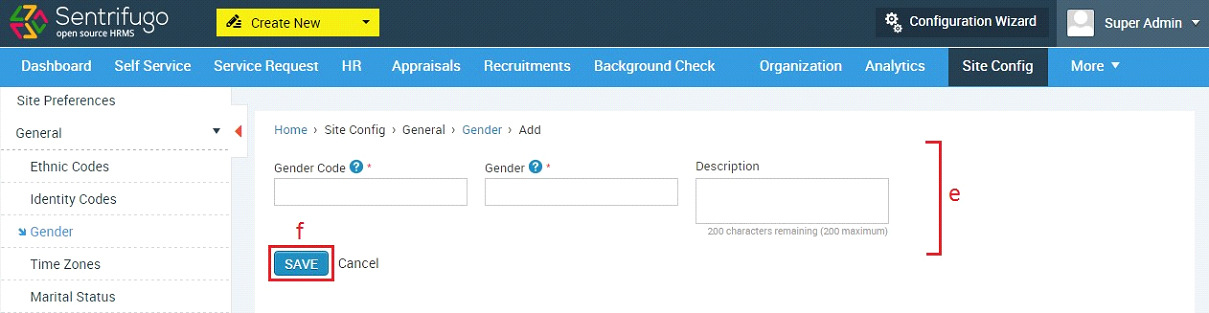 Sentrifugo
open source HRMS
Create New
Configuration Wizard
Super Admin
Dashboard Self Service Service Request HR Appraisals Recruitments Background Check Organization Analytics Site Config More
Site Preferences
General
Ethnic Codes
Identity Codes
Gender
Time Zones
Marital Status
Home › Site Config › General › Gender › Add
Gender Code ? * Gender ? * Description
200 characters remaining (200 maximum)
e
f
SAVE Cancel